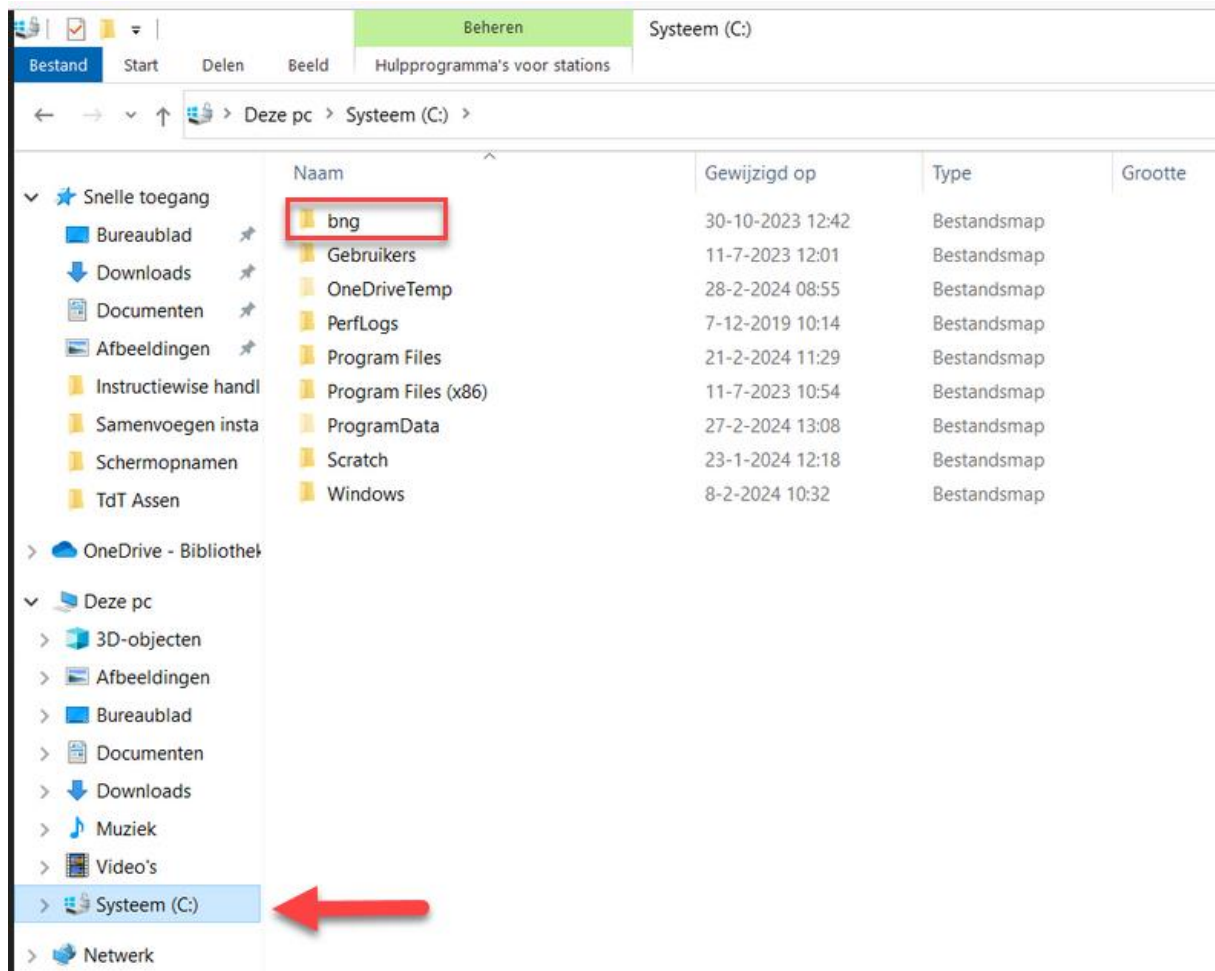 Beheren
Systeem (C:)
Bestand Start Delen Beeld Hulpprogramma's voor stations
Deze pc > Systeem (C:) >
Naam Gewijzigd op Type Grootte
Snelle toegang
Bureaublad
Downloads
Documenten
Afbeeldingen
Instructiewise handl
Samenvoegen insta
Schermopnamen
TdT Assen
OneDrive - Bibliothek
Deze pc
3D-objecten
Afbeeldingen
Bureaublad
Documenten
Downloads
Muziek
Video's
Systeem (C:)
Netwerk
bng 30-10-2023 12:42 Bestandsmap
Gebruikers 11-7-2023 12:01 Bestandsmap
OneDriveTemp 28-2-2024 08:55 Bestandsmap
PerfLogs 7-12-2019 10:14 Bestandsmap
Program Files 21-2-2024 11:29 Bestandsmap
Program Files (x86) 11-7-2023 10:54 Bestandsmap
ProgramData 27-2-2024 13:08 Bestandsmap
Scratch 23-1-2024 12:18 Bestandsmap
Windows 8-2-2024 10:32 Bestandsmap